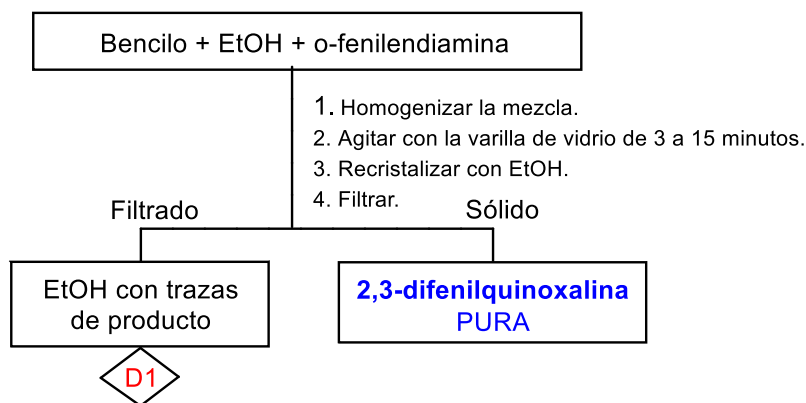 Bencilo + EtOH + o-fenilendiamina
1. Homogenizar la mezcla.
2. Agitar con la varilla de vidrio de 3 a 15 minutos.
3. Recristalizar con EtOH.
4. Filtrar.
Filtrado
Sólido
EtOH con trazas
de producto
2,3-difenilquinoxalina
PURA
D1